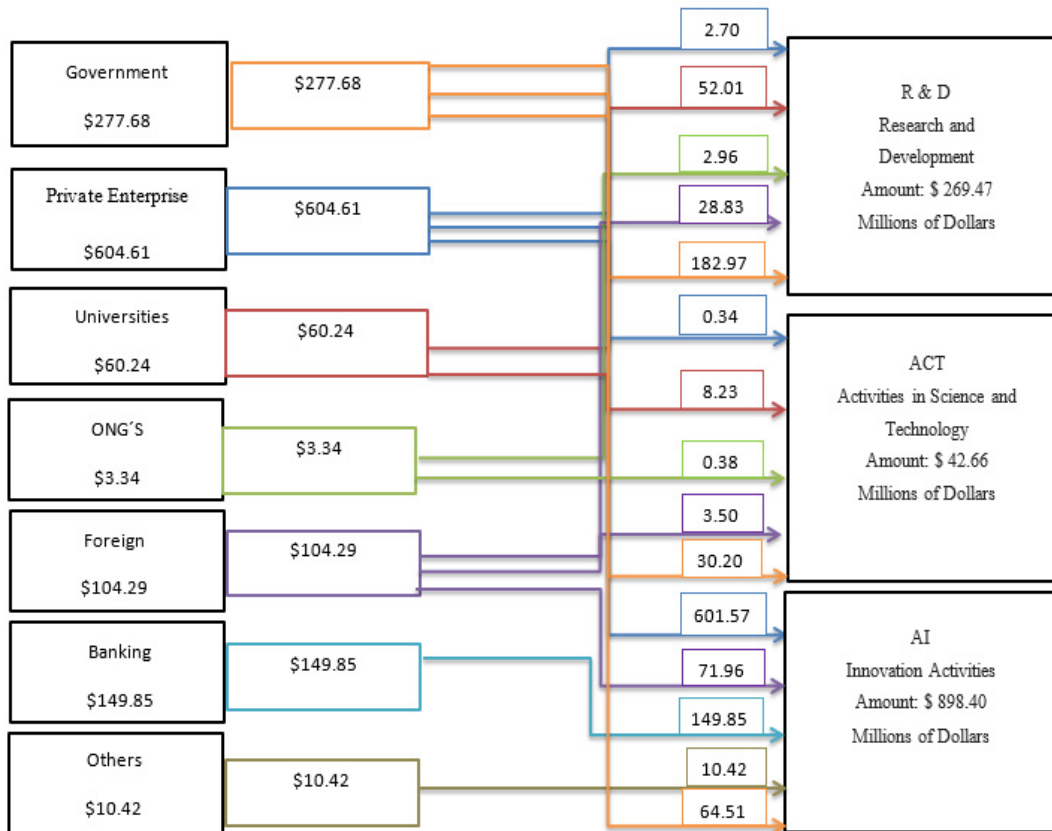 Government
$277.68
Private Enterprise
$604.61
Universities
$60.24
ONG´S
$3.34
Foreign
$104.29
Banking
$149.85
Others
$10.42
$277.68
$604.61
$60.24
$3.34
$104.29
$149.85
$10.42
2.70
52.01
2.96
28.83
182.97
0.34
8.23
0.38
3.50
30.20
601.57
71.96
149.85
10.42
64.51
R & D
Research and
Development
Amount: $ 269.47
Millions of Dollars
ACT
Activities in Science and
Technology
Amount: $ 42.66
Millions of Dollars
AI
Innovation Activities
Amount: $ 898.40
Millions of Dollars